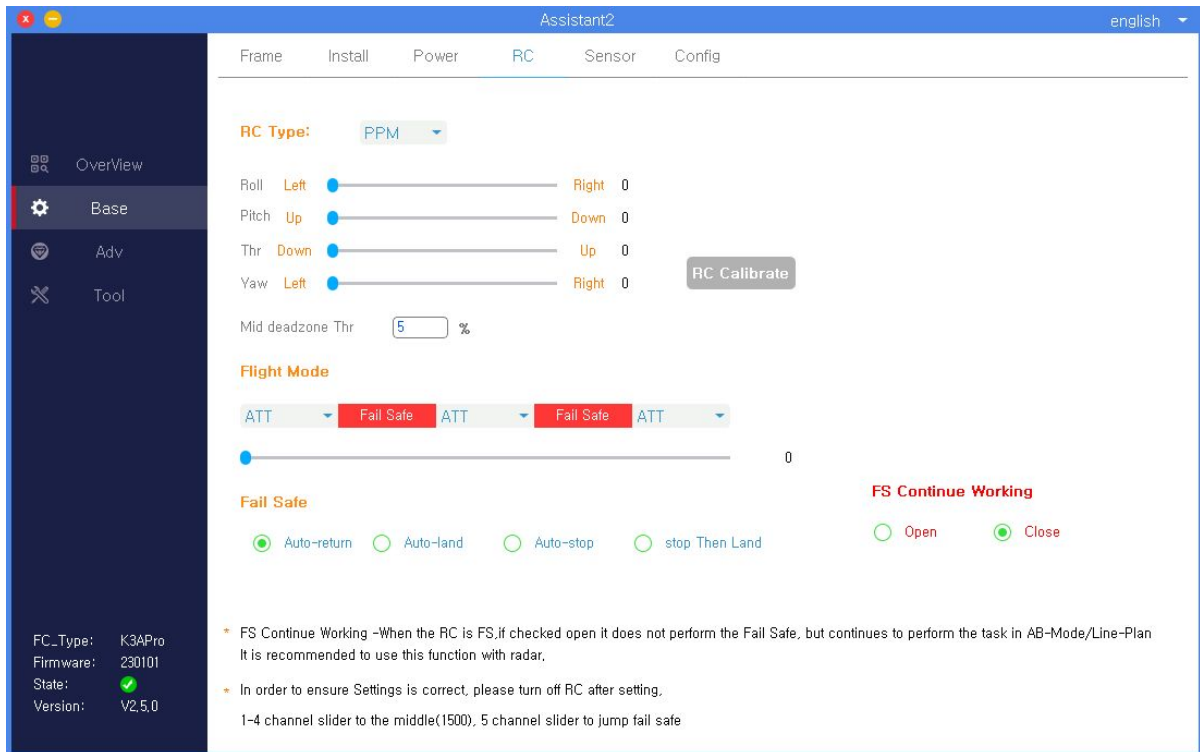 x Assistant2 english
Frame Install Power RC Sensor Config
RC Type: PPM
OverView
Roll Left Right 0
Base
Pitch Up Down 0
Adv
Thr Down Up 0
RC Calibrate
Yaw Left Right 0
Tool
Mid deadzone Thr 5 %
Flight Mode
ATT Fail Safe ATT Fail Safe ATT
0
FS Continue Working
Fail Safe
Open Close
Auto-return Auto-land Auto-stop stop Then Land
FC_Type: K3APro
Firmware: 230101
State:
Version: V2.5.0
* FS Continue Working -When the RC is FS,if checked open it does not perform the Fail Safe, but continues to perform the task in AB-Mode/Line-Plan
It is recommended to use this function with radar.
* In order to ensure Settings is correct, please turn off RC after setting,
1-4 channel slider to the middle(1500), 5 channel slider to jump fail safe